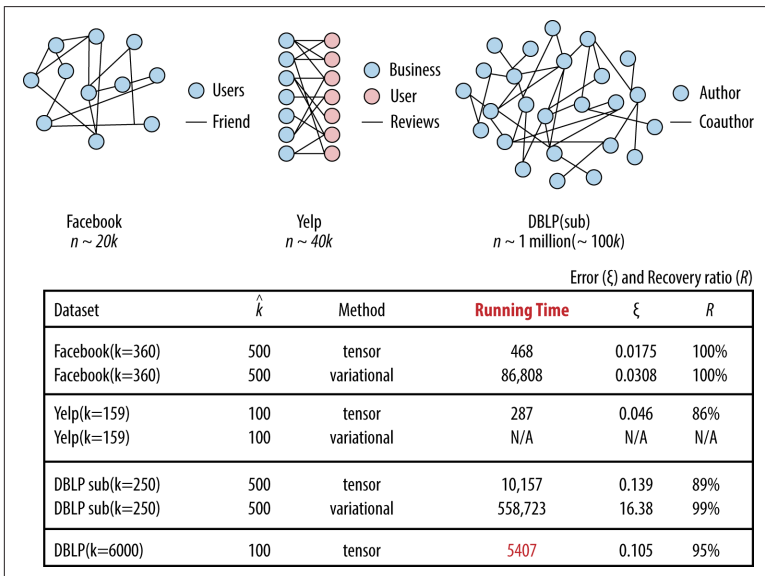 Users
Friend
Business
User
Reviews
Author
Coauthor
Facebook
n ~ 20k
Yelp
n ~ 40k
DBLP(sub)
n ~ 1 million(~ 100k)
Error (ξ) and Recovery ratio (R)
Dataset k̂ Method Running Time ξ R
Facebook(k=360) 500 tensor 468 0.0175 100%
Facebook(k=360) 500 variational 86,808 0.0308 100%
Yelp(k=159) 100 tensor 287 0.046 86%
Yelp(k=159) 100 variational N/A N/A N/A
DBLP sub(k=250) 500 tensor 10,157 0.139 89%
DBLP sub(k=250) 500 variational 558,723 16.38 99%
DBLP(k=6000) 100 tensor 5407 0.105 95%